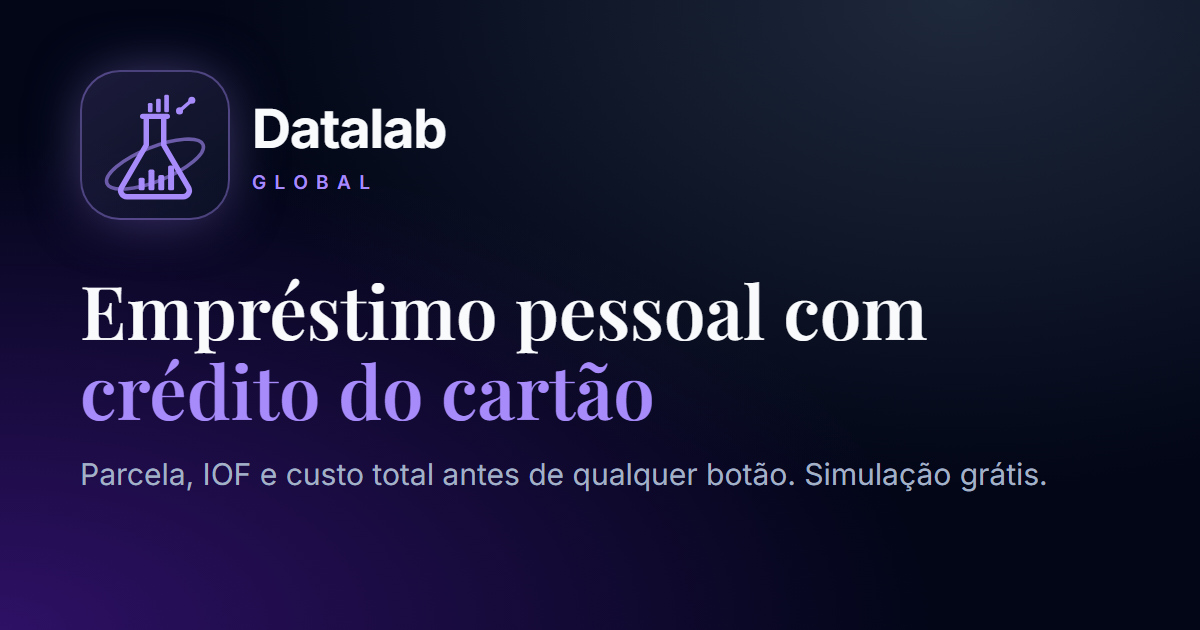 Datalab
GLOBAL
Empréstimo pessoal com
crédito do cartão
Parcela, IOF e custo total antes de qualquer botão. Simulação grátis.